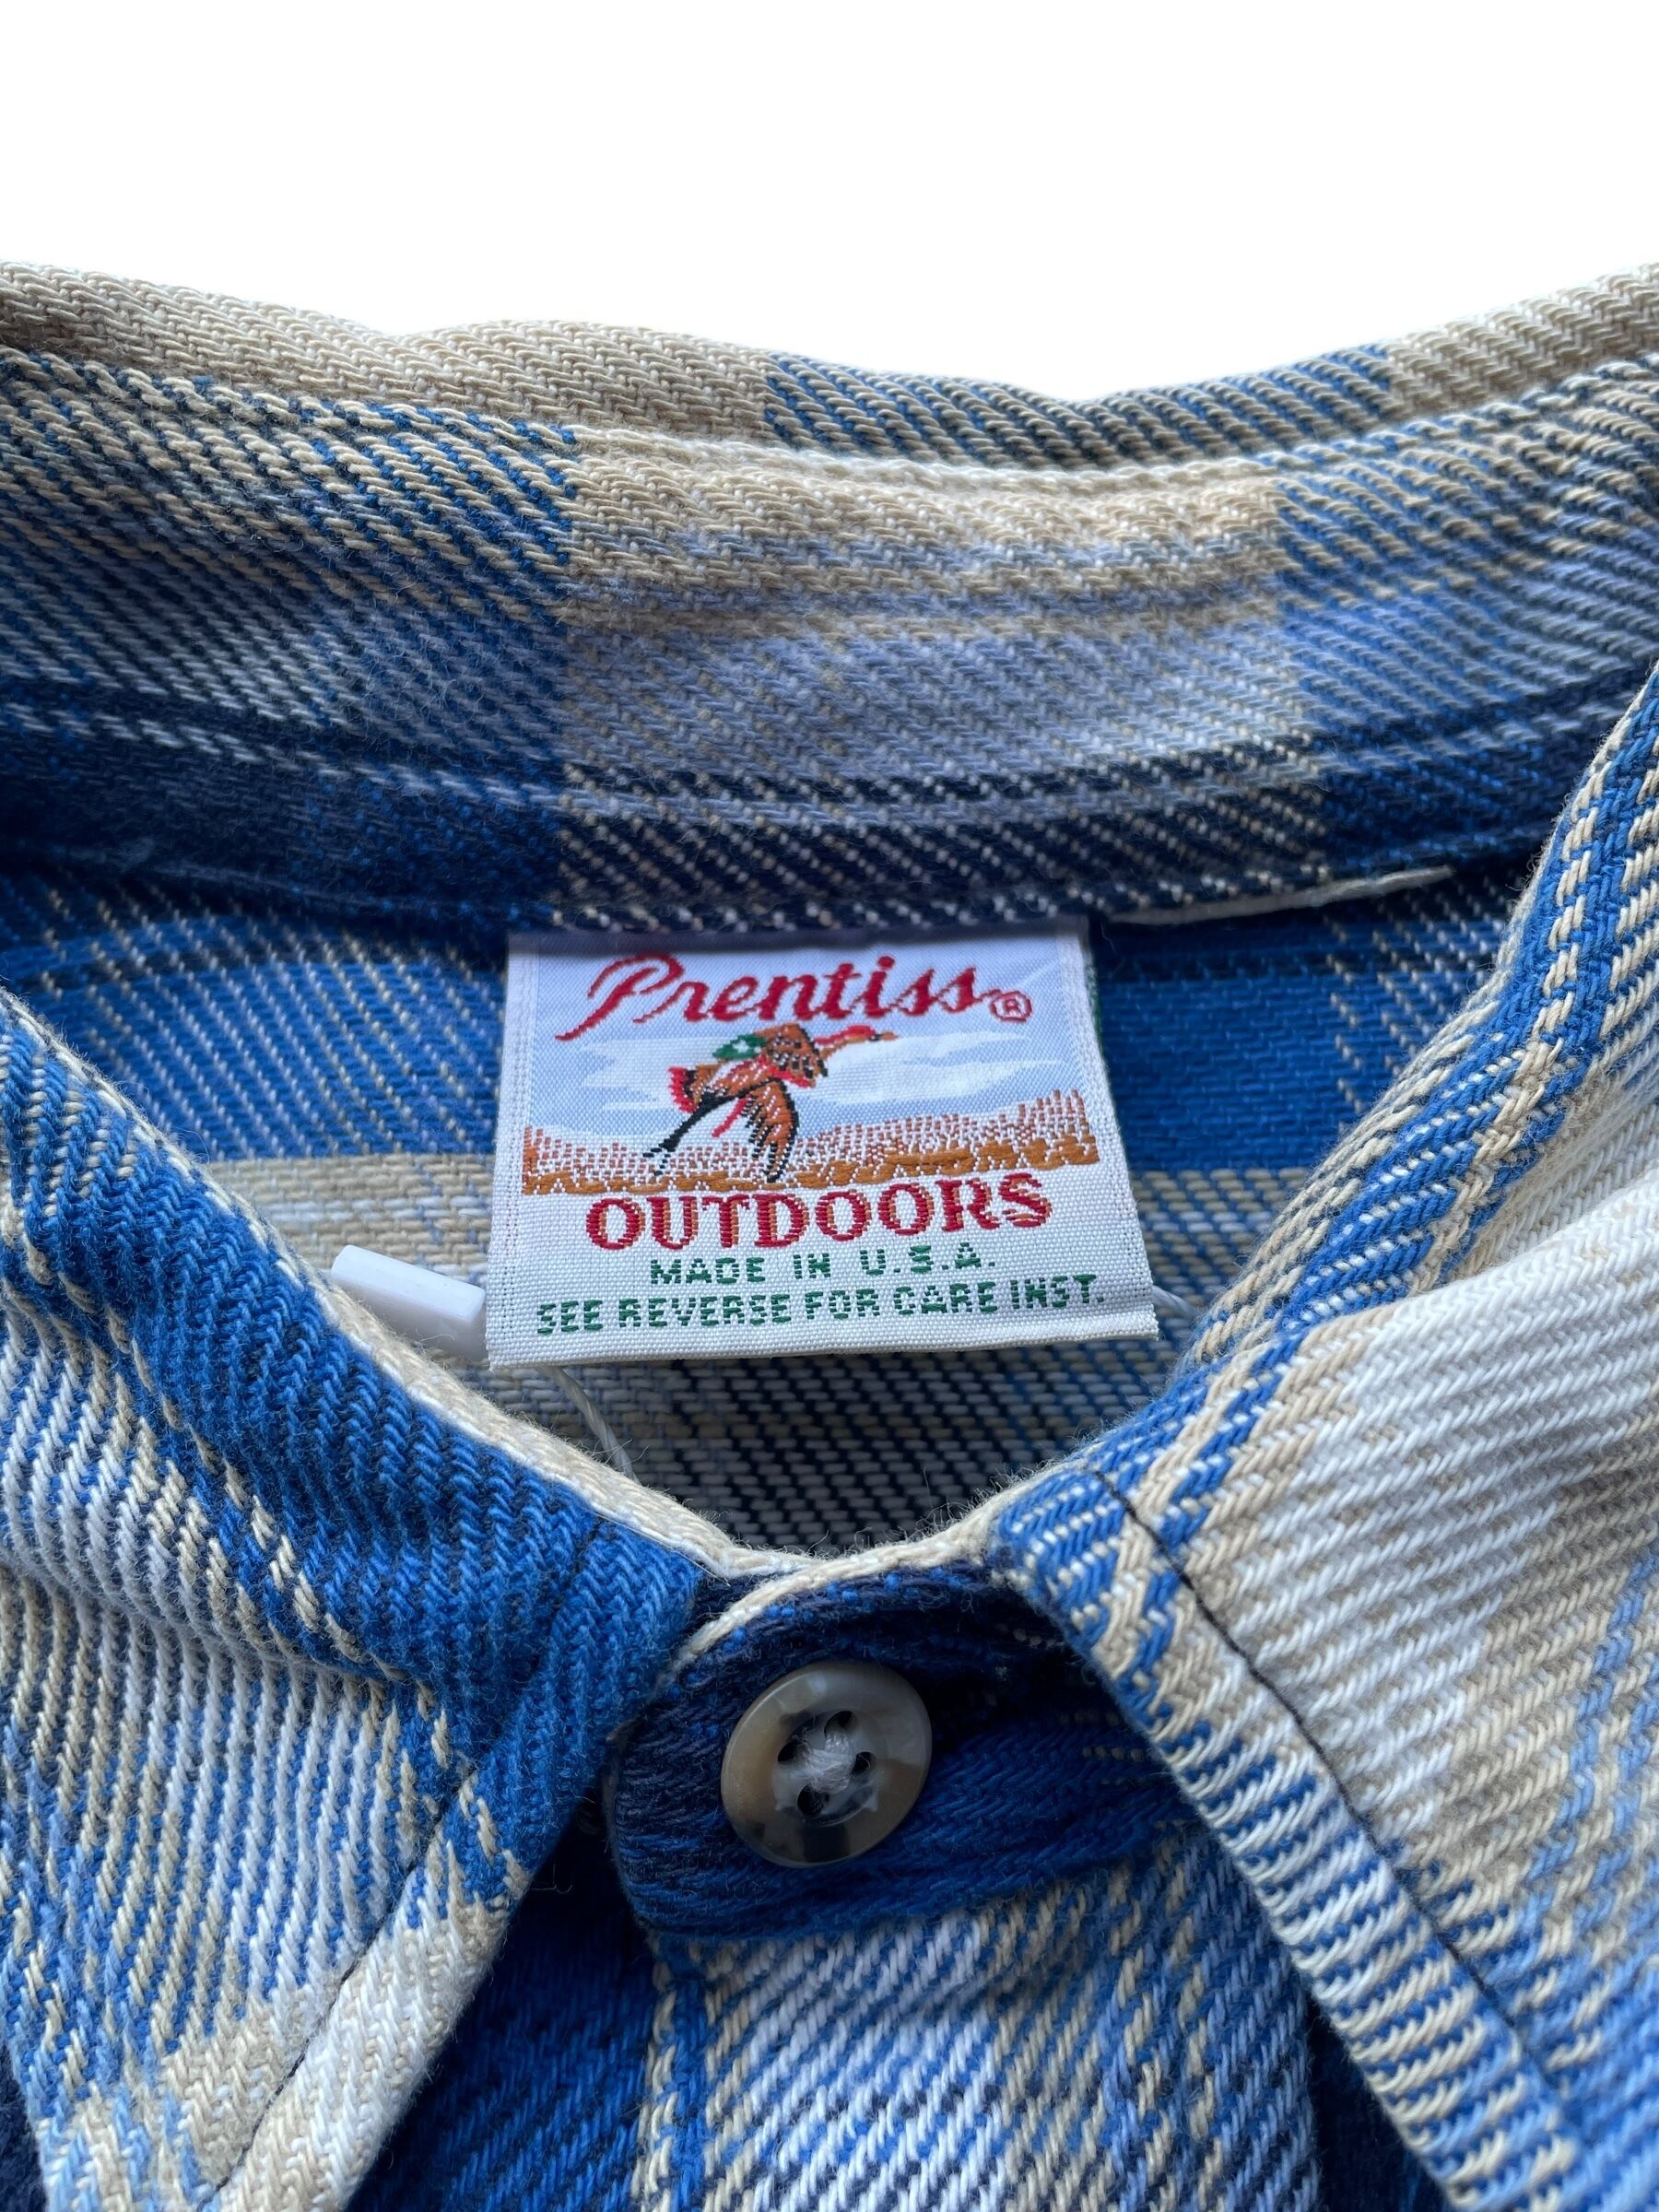 Prentiss®
OUTDOORS
MADE IN U.S.A.
SEE REVERSE FOR CARE INST.